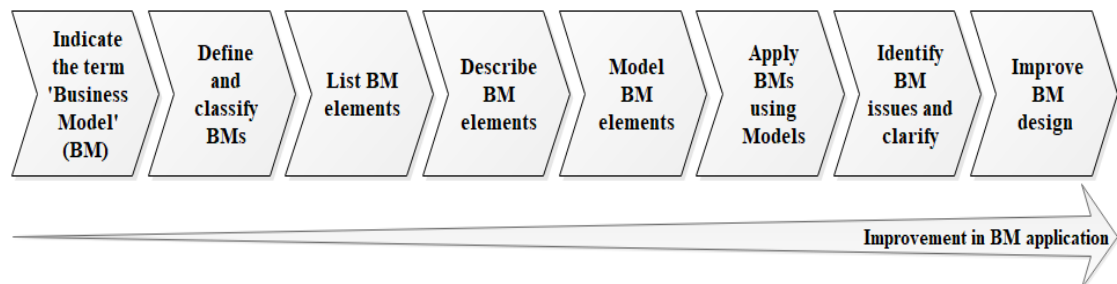 Indicate
the term
'Business
Model'
(BM)
Define
and
classify
BMs
List BM
elements
Describe
BM
elements
Model
BM
elements
Apply
BMs
using
Models
Identify
BM
issues and
clarify
Improve
BM
design
Improvement in BM application